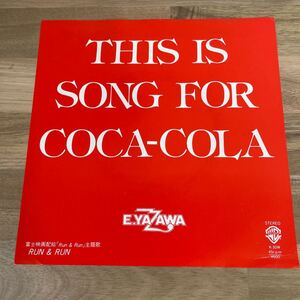 THIS IS
SONG FOR
COCA-COLA
E.YAZAWA
富士映画配給「Run & Run」主題歌
RUN & RUN
STEREO
45r.p.m.